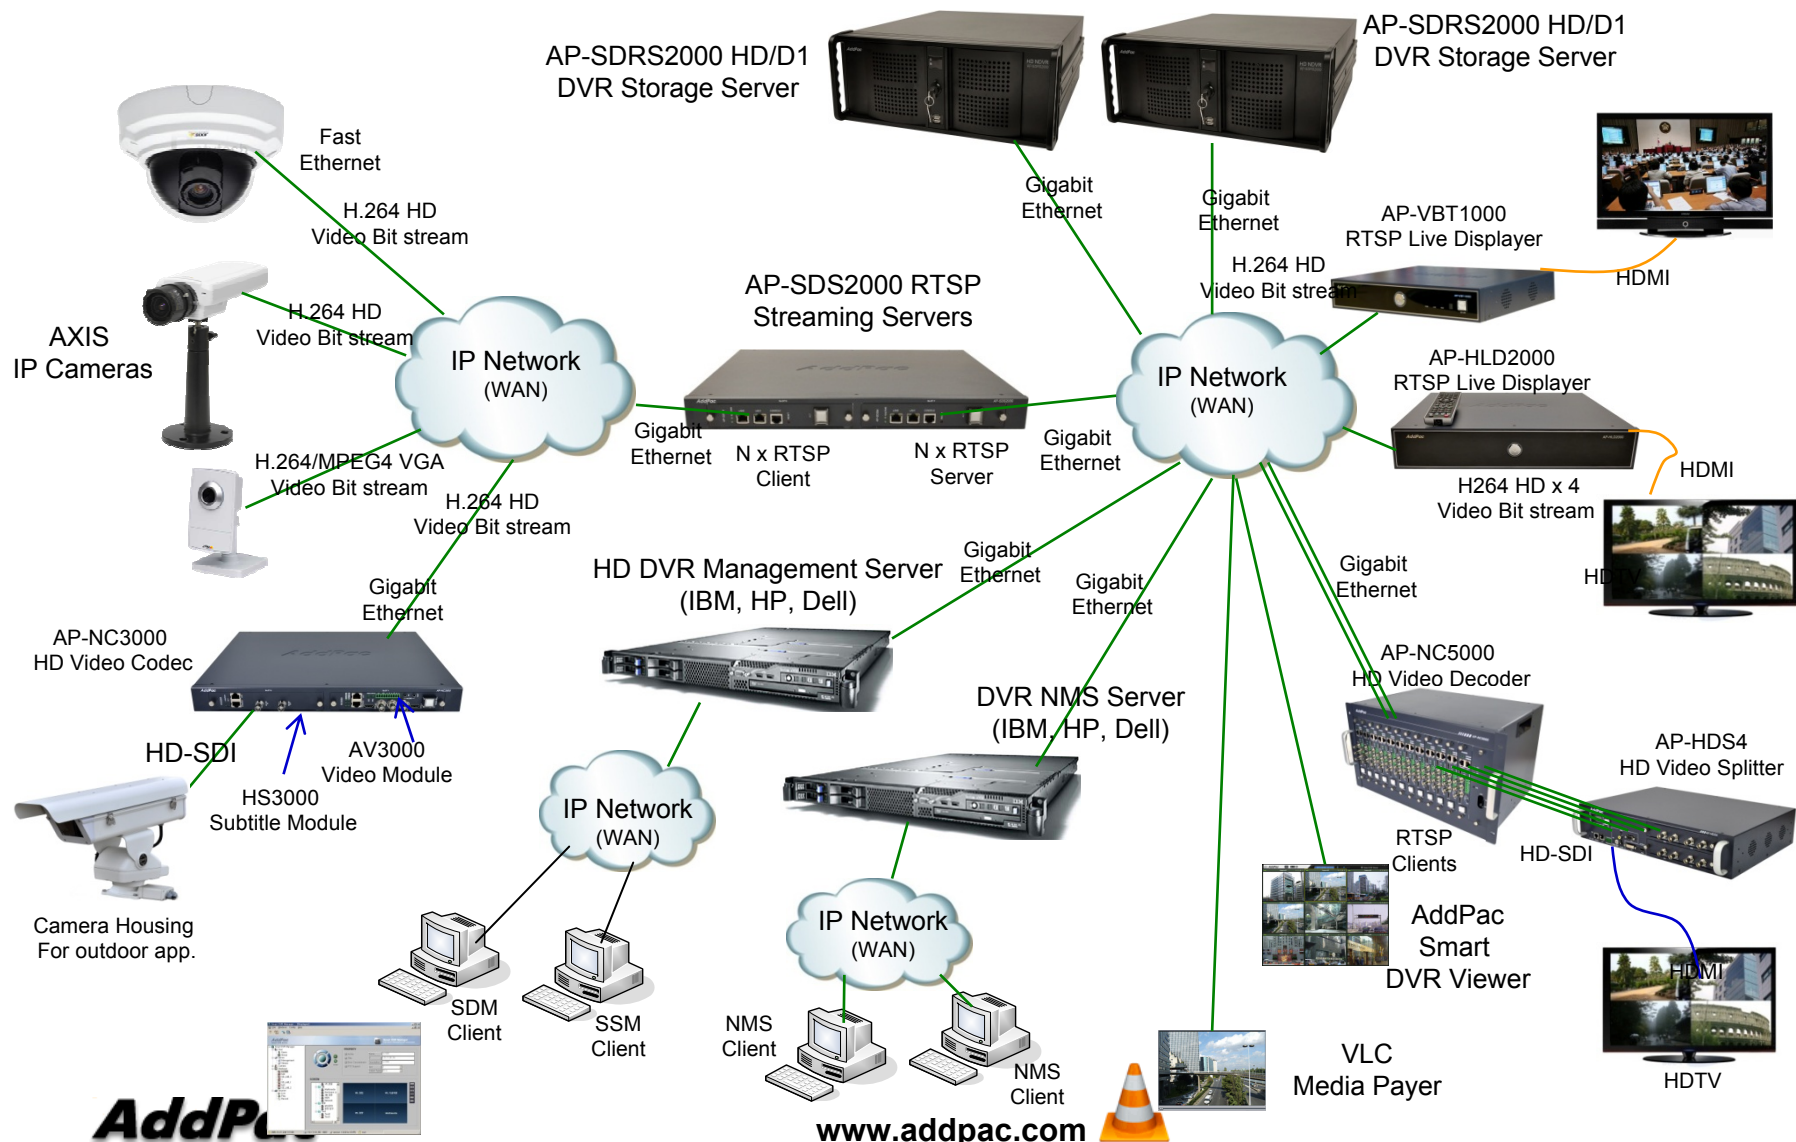 AP-SDRS2000 HD/D1
DVR Storage Server
AP-SDRS2000 HD/D1
DVR Storage Server
Fast
Ethernet
H.264 HD
Video Bit stream
Gigabit
Ethernet
Gigabit
Ethernet
AP-VBT1000
RTSP Live Displayer
H.264 HD
Video Bit stream
HDMI
AXIS
IP Cameras
H.264 HD
Video Bit stream
AP-SDS2000 RTSP
Streaming Servers
IP Network
(WAN)
IP Network
(WAN)
AP-HLD2000
RTSP Live Displayer
AddPac
AddPac
AddPac
Gigabit
Ethernet
N x RTSP
Client
N x RTSP
Server
Gigabit
Ethernet
HDMI
H264 HD x 4
Video Bit stream
H.264/MPEG4 VGA
Video Bit stream
H.264 HD
Video Bit stream
HD DVR Management Server
(IBM, HP, Dell)
Gigabit
Ethernet
Gigabit
Ethernet
Gigabit
Ethernet
HDTV
Gigabit
Ethernet
AP-NC3000
HD Video Codec
AddPac
AddPac
AP-NC5000
HD Video Decoder
DVR NMS Server
(IBM, HP, Dell)
HD-SDI
AV3000
Video Module
HS3000
Subtitle Module
AP-HDS4
HD Video Splitter
IP Network
(WAN)
RTSP
Clients
HD-SDI
Camera Housing
For outdoor app.
IP Network
(WAN)
AddPac
Smart
DVR Viewer
HDMI
SDM
Client
SSM
Client
NMS
Client
NMS
Client
VLC
Media Payer
HDTV
AddPac
www.addpac.com